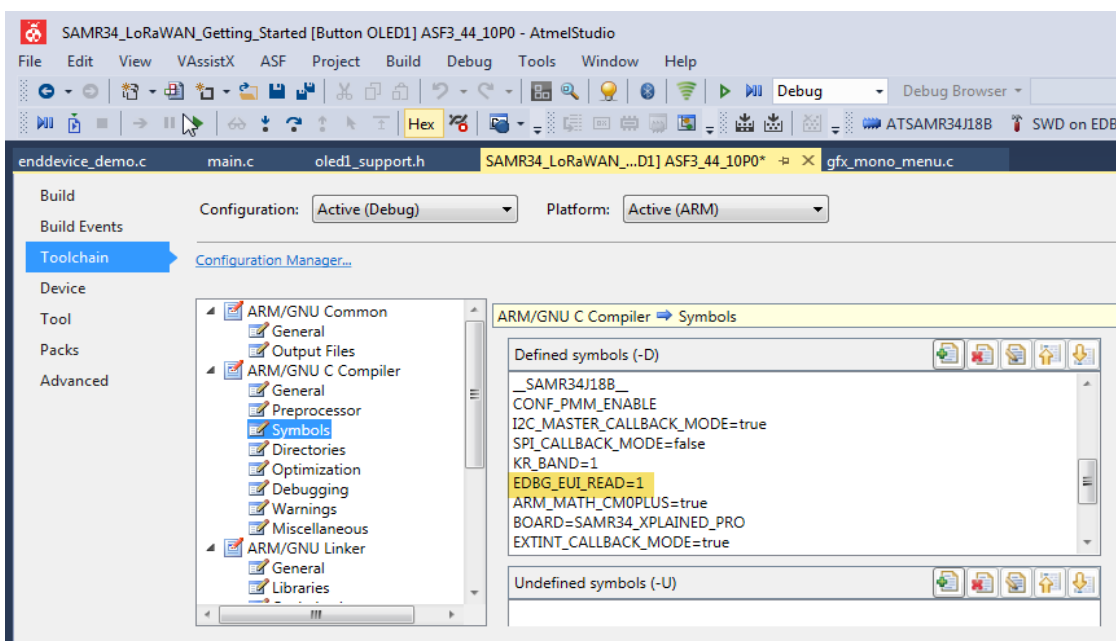 SAMR34_LoRaWAN_Getting_Started [Button OLED1] ASF3_44_10P0 - AtmelStudio
File Edit View VAssistX ASF Project Build Debug Tools Window Help
Debug Debug Browser
Hex ATSAMR34J18B SWD on EDB
enddevice_demo.c main.c oled1_support.h SAMR34_LoRaWAN_...D1] ASF3_44_10P0* gfx_mono_menu.c
Build
Build Events
Toolchain
Device
Tool
Packs
Advanced
Configuration: Active (Debug) Platform: Active (ARM)
Configuration Manager...
ARM/GNU Common
General
Output Files
ARM/GNU C Compiler
General
Preprocessor
Symbols
Directories
Optimization
Debugging
Warnings
Miscellaneous
ARM/GNU Linker
General
Libraries
ARM/GNU C Compiler Symbols
Defined symbols (-D)
__SAMR34J18B__
CONF_PMM_ENABLE
I2C_MASTER_CALLBACK_MODE=true
SPI_CALLBACK_MODE=false
KR_BAND=1
EDBG_EUI_READ=1
ARM_MATH_CM0PLUS=true
BOARD=SAMR34_XPLAINED_PRO
EXTINT_CALLBACK_MODE=true
Undefined symbols (-U)